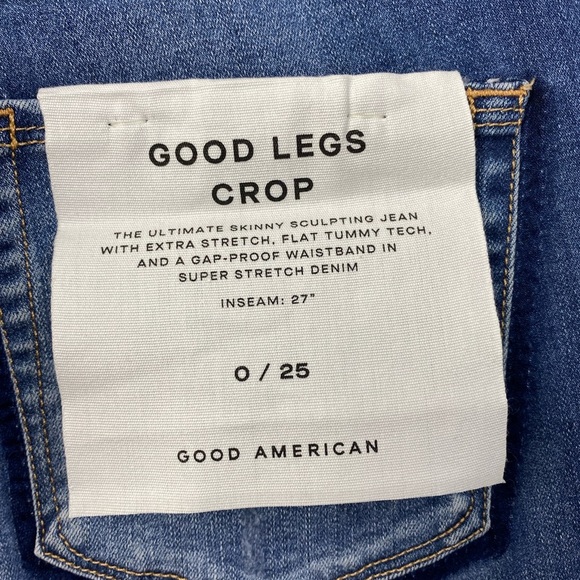 GOOD LEGS
CROP
THE ULTIMATE SKINNY SCULPTING JEAN
WITH EXTRA STRETCH, FLAT TUMMY TECH,
AND A GAP-PROOF WAISTBAND IN
SUPER STRETCH DENIM
INSEAM: 27"
0 / 25
GOOD AMERICAN